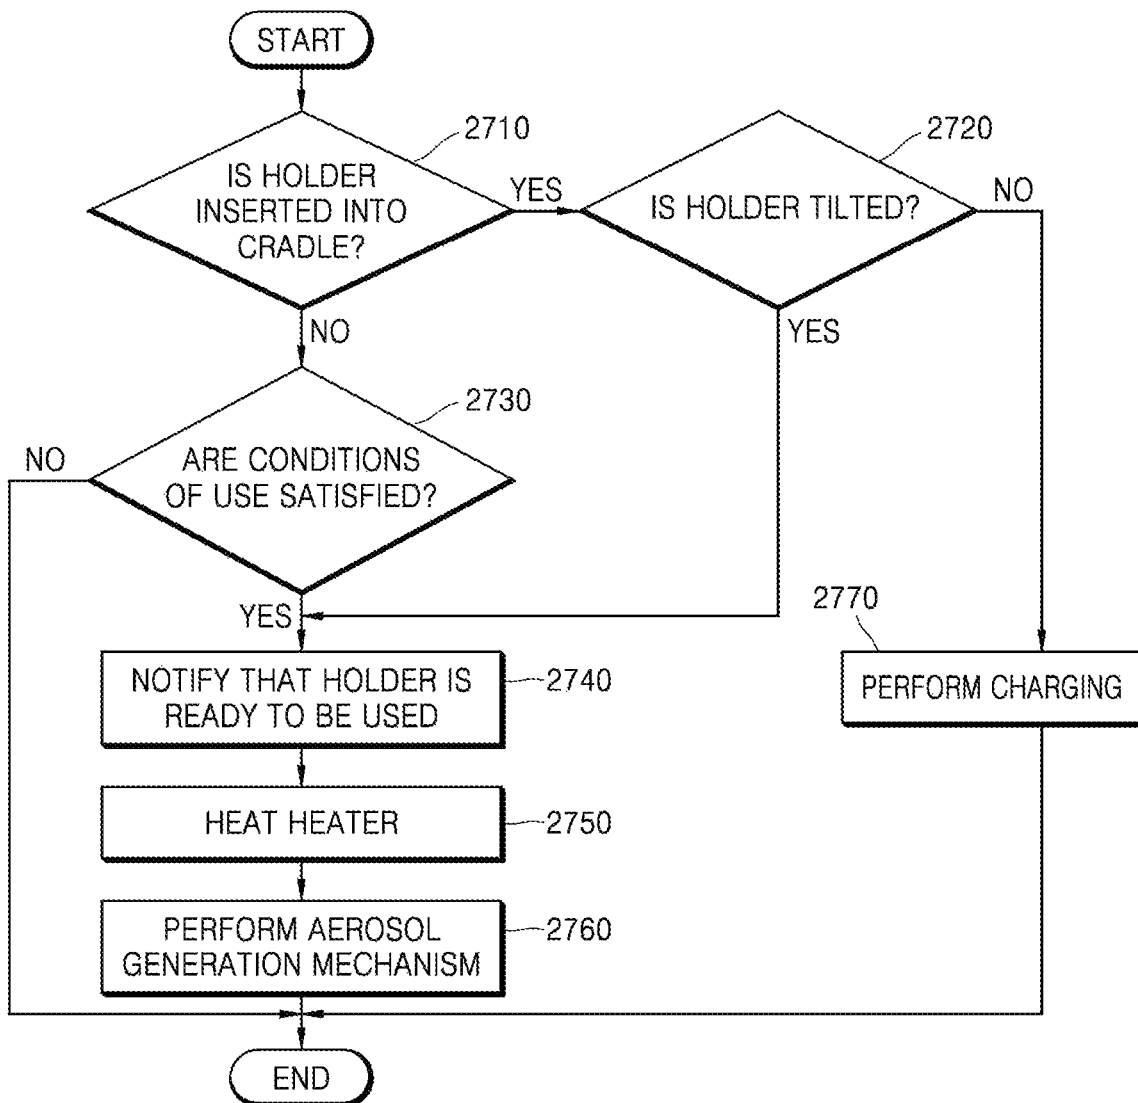 START
2710
IS HOLDER
INSERTED INTO
CRADLE?
YES
2720
IS HOLDER TILTED?
NO
NO
YES
2730
ARE CONDITIONS
OF USE SATISFIED?
NO
YES
2740
NOTIFY THAT HOLDER IS
READY TO BE USED
2770
PERFORM CHARGING
HEAT HEATER
2750
PERFORM AEROSOL
GENERATION MECHANISM
2760
END